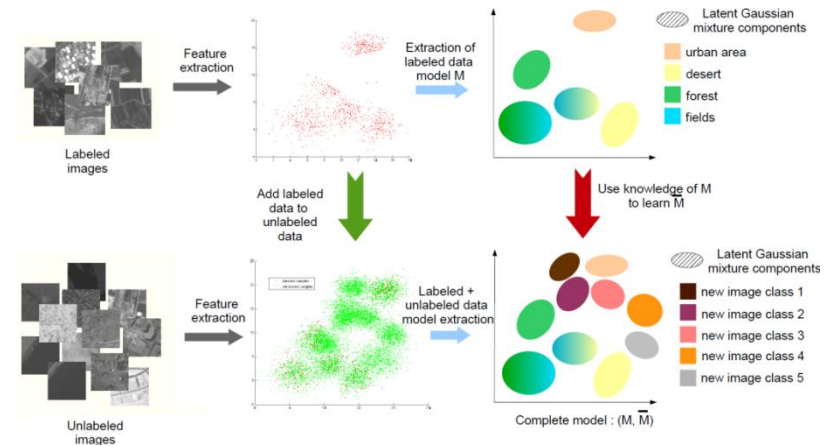 Feature
extraction
Extraction of
labeled data
model M
Latent Gaussian
mixture components
urban area
desert
forest
fields
Labeled
images
Add labeled
data to
unlabeled
data
Use knowledge of M
to learn M̅
Feature
extraction
Labeled +
unlabeled data
model extraction
Latent Gaussian
mixture components
new image class 1
new image class 2
new image class 3
new image class 4
new image class 5
Unlabeled
images
Complete model : (M, M̅)